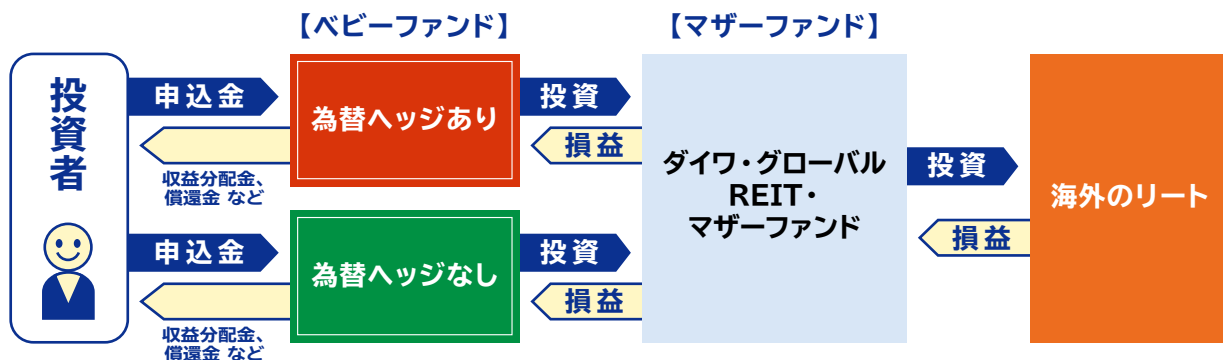 【ベビーファンド】
【マザーファンド】
投資者
申込金
為替ヘッジあり
投資
損益
収益分配金、
償還金 など
ダイワ・グローバル
REIT・
マザーファンド
投資
損益
海外のリート
申込金
為替ヘッジなし
投資
損益
収益分配金、
償還金 など